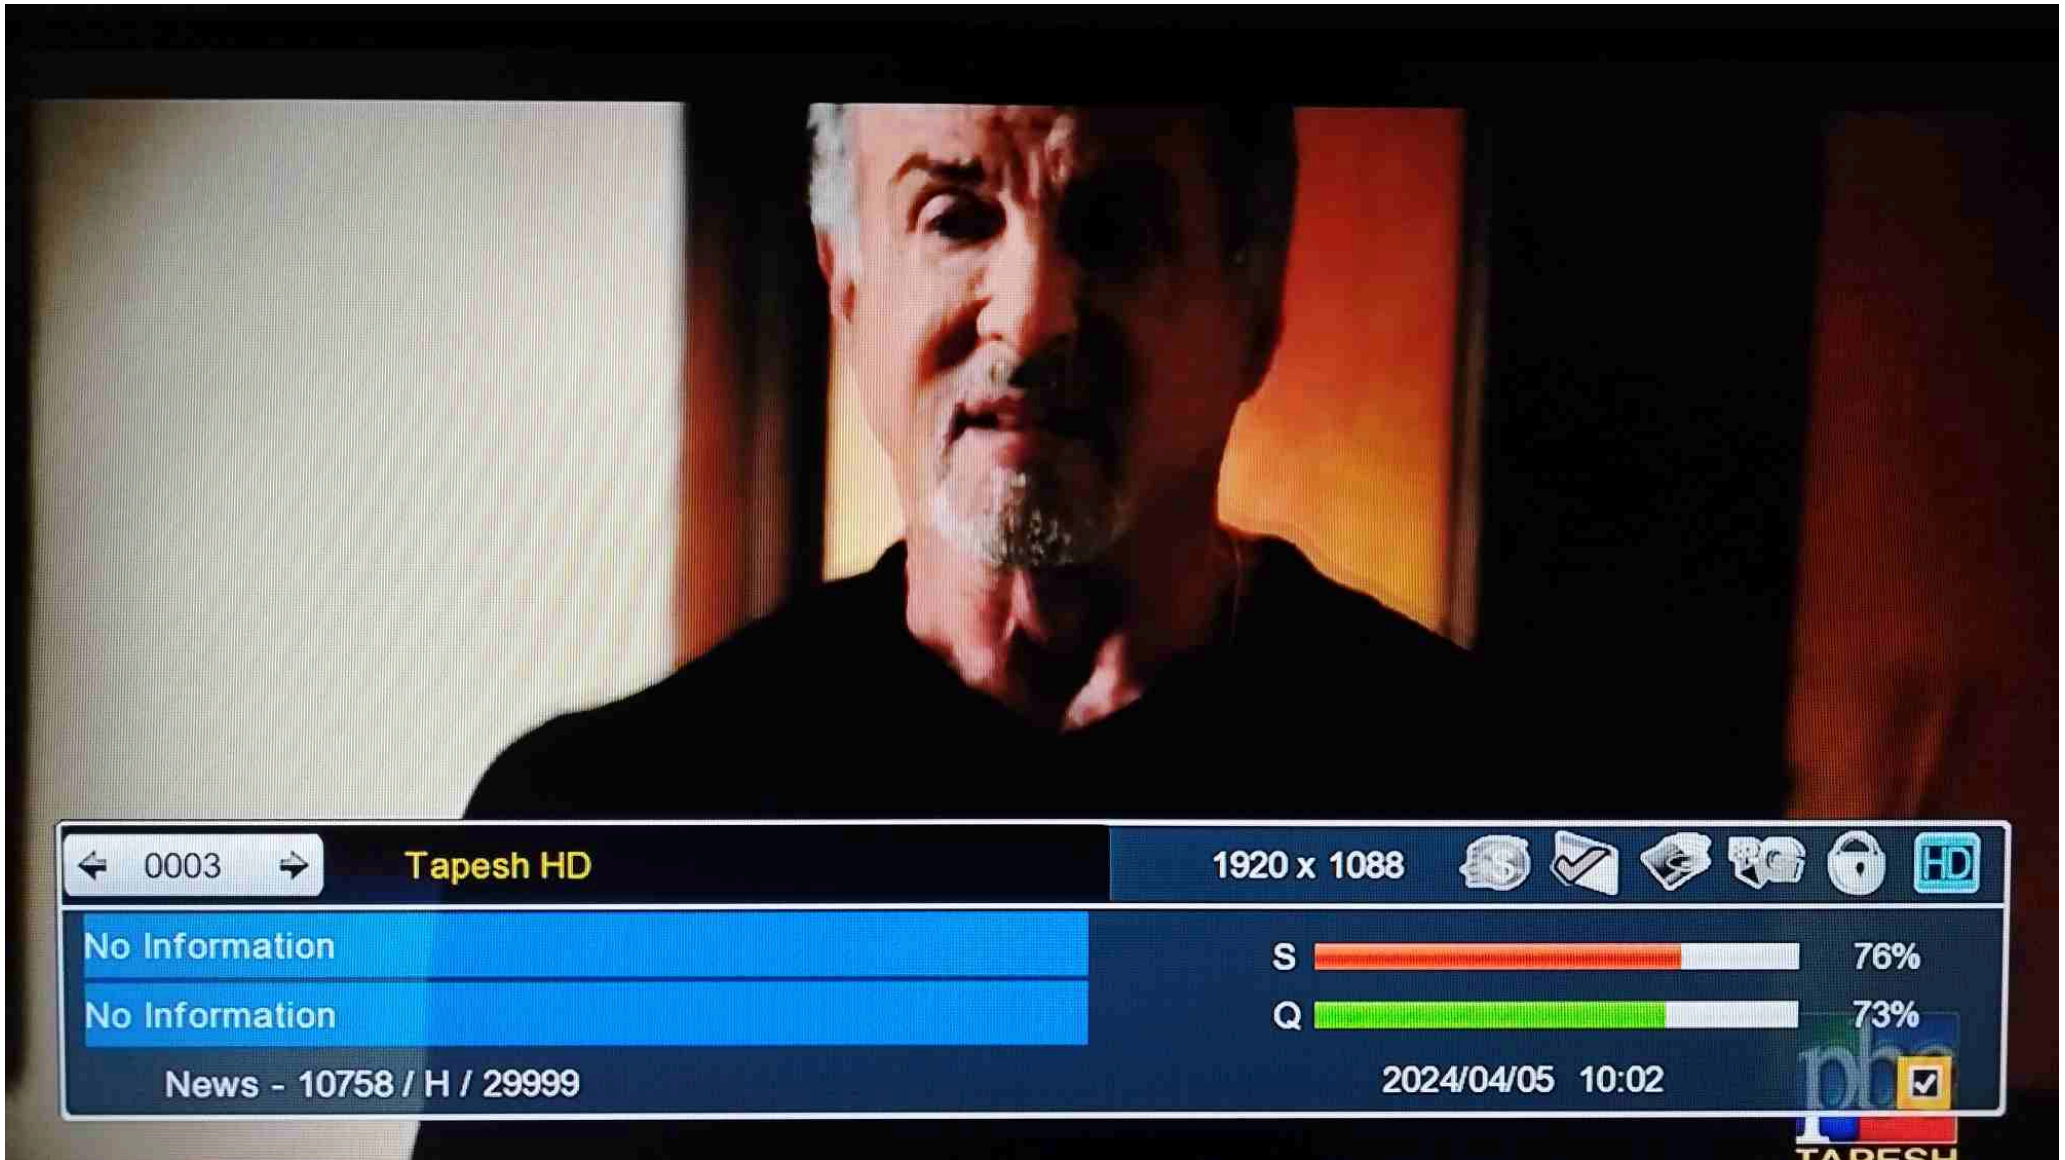 0003
Tapesh HD
1920 x 1088
HD
No Information
S 76%
No Information
Q 73%
News - 10758 / H / 29999
2024/04/05 10:02
TAPESH